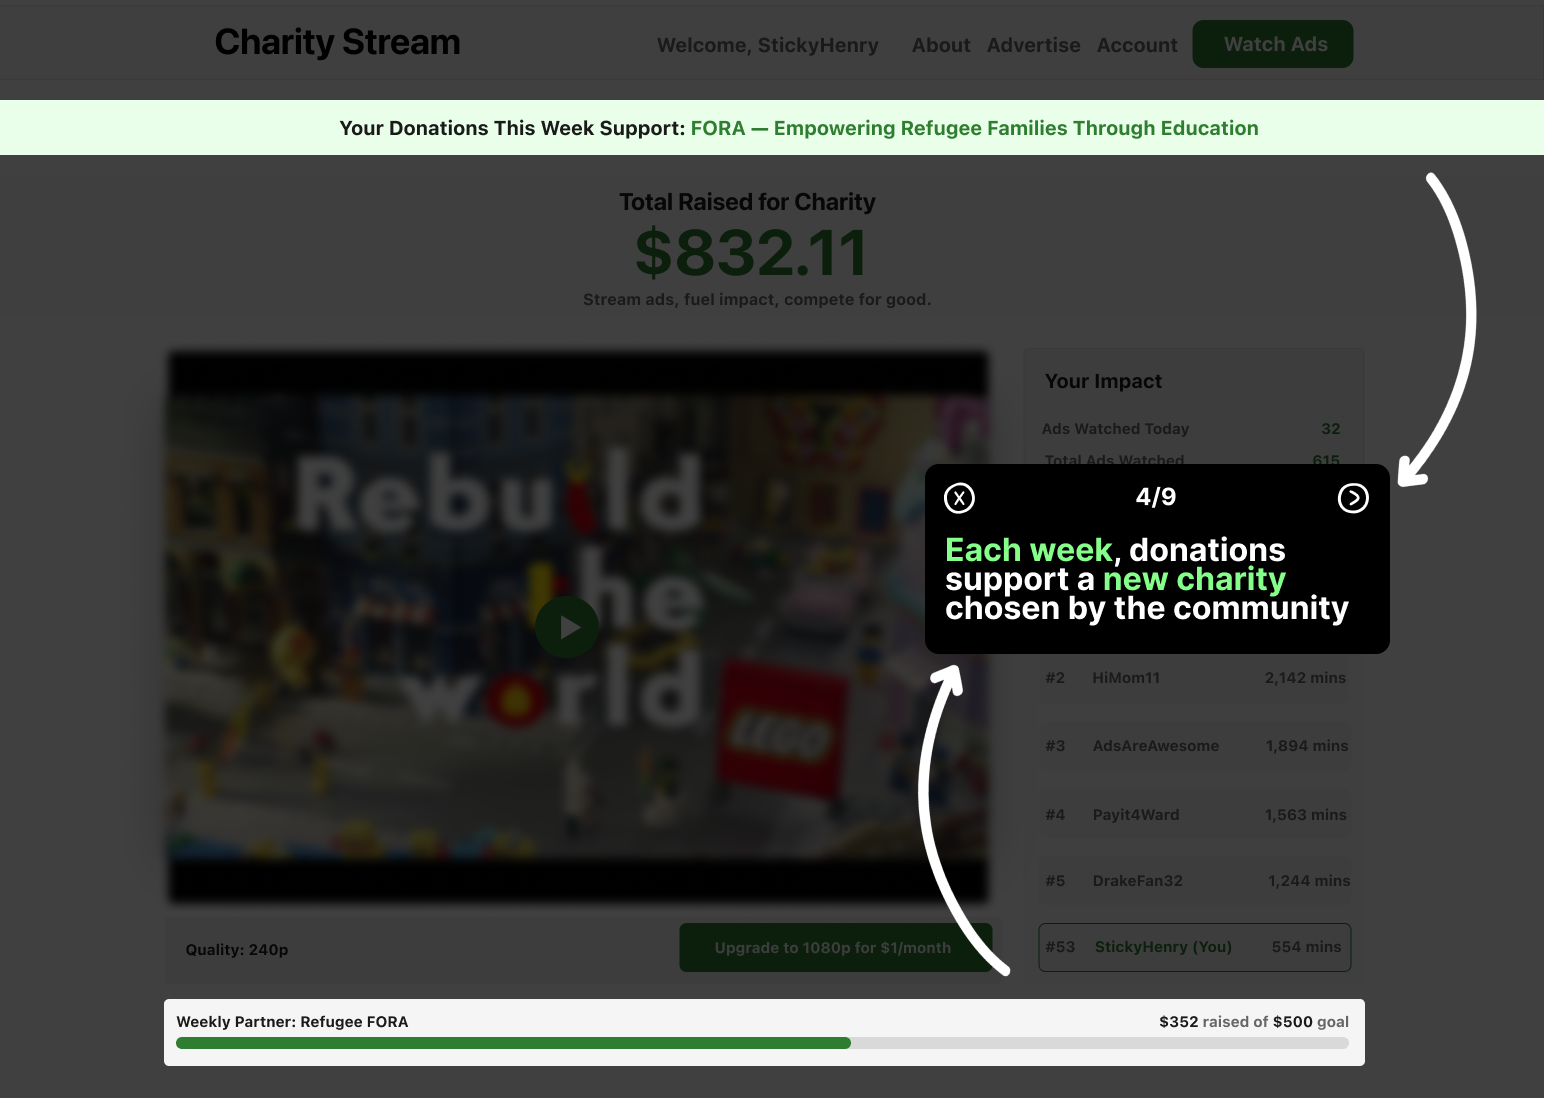 Charity Stream
Welcome, StickyHenry About Advertise Account Watch Ads
Your Donations This Week Support: FORA — Empowering Refugee Families Through Education
Total Raised for Charity
$832.11
Stream ads, fuel impact, compete for good.
Rebuild
the
world
LEGO
Quality: 240p
Upgrade to 1080p for $1/month
Your Impact
Ads Watched Today 32
Total Ads Watched 615
X 4/9 >
Each week, donations
support a new charity
chosen by the community
#2 HiMom11 2,142 mins
#3 AdsAreAwesome 1,894 mins
#4 Payit4Ward 1,563 mins
#5 DrakeFan32 1,244 mins
#53 StickyHenry (You) 554 mins
Weekly Partner: Refugee FORA $352 raised of $500 goal